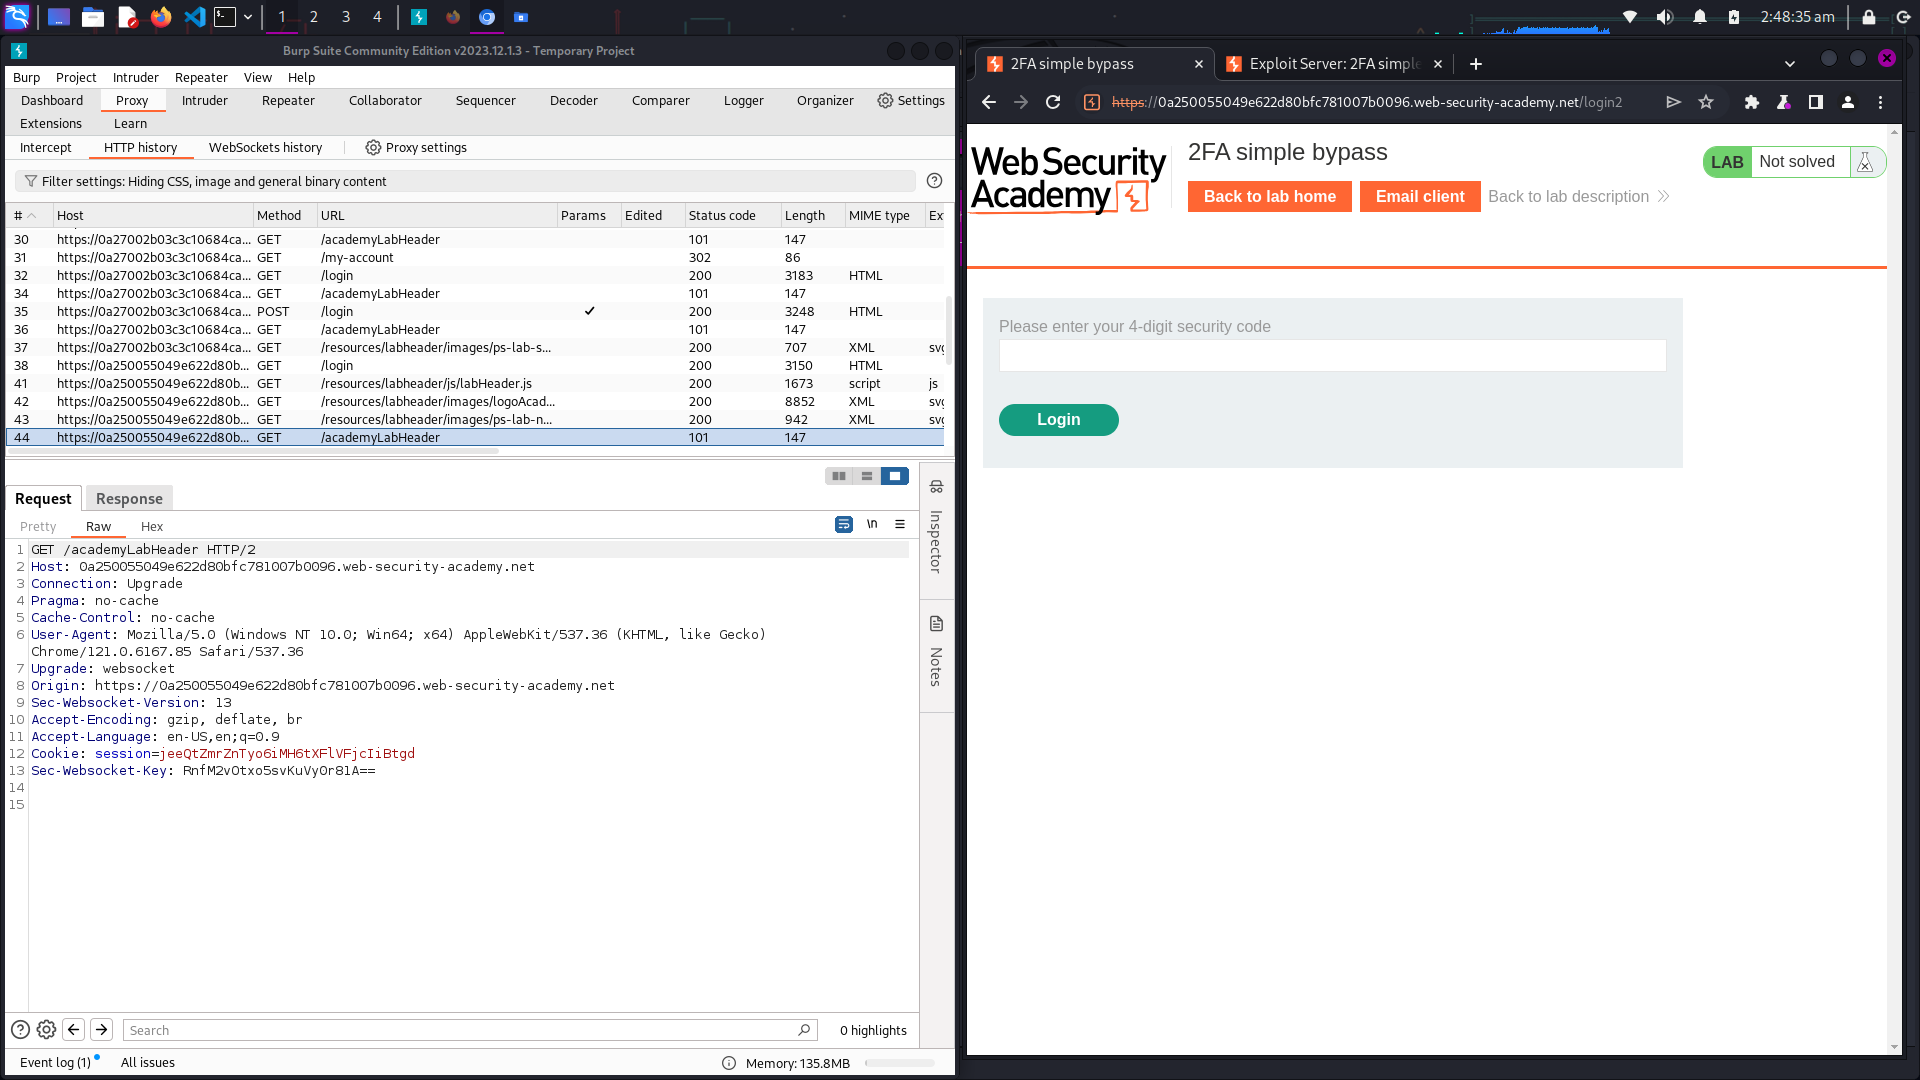 1 2 3 4
2:48:35 am
Burp Suite Community Edition v2023.12.1.3 - Temporary Project
Burp Project Intruder Repeater View Help
Dashboard Proxy Intruder Repeater Collaborator Sequencer Decoder Comparer Logger Organizer Settings
Extensions Learn
Intercept HTTP history WebSockets history Proxy settings
Filter settings: Hiding CSS, image and general binary content
# Host Method URL Params Edited Status code Length MIME type Ex
30 https://0a27002b03c3c10684ca... GET /academyLabHeader 101 147
31 https://0a27002b03c3c10684ca... GET /my-account 302 86
32 https://0a27002b03c3c10684ca... GET /login 200 3183 HTML
34 https://0a27002b03c3c10684ca... GET /academyLabHeader 101 147
35 https://0a27002b03c3c10684ca... POST /login ✓ 200 3248 HTML
36 https://0a27002b03c3c10684ca... GET /academyLabHeader 101 147
37 https://0a27002b03c3c10684ca... GET /resources/labheader/images/ps-lab-s... 200 707 XML svg
38 https://0a250055049e622d80b... GET /login 200 3150 HTML
41 https://0a250055049e622d80b... GET /resources/labheader/js/labHeader.js 200 1673 script js
42 https://0a250055049e622d80b... GET /resources/labheader/images/logoAcad... 200 8852 XML svg
43 https://0a250055049e622d80b... GET /resources/labheader/images/ps-lab-n... 200 942 XML svg
44 https://0a250055049e622d80b... GET /academyLabHeader 101 147
Request Response
Pretty Raw Hex
\n
1 GET /academyLabHeader HTTP/2
2 Host: 0a250055049e622d80bfc781007b0096.web-security-academy.net
3 Connection: Upgrade
4 Pragma: no-cache
5 Cache-Control: no-cache
6 User-Agent: Mozilla/5.0 (Windows NT 10.0; Win64; x64) AppleWebKit/537.36 (KHTML, like Gecko)
Chrome/121.0.6167.85 Safari/537.36
7 Upgrade: websocket
8 Origin: https://0a250055049e622d80bfc781007b0096.web-security-academy.net
9 Sec-Websocket-Version: 13
10 Accept-Encoding: gzip, deflate, br
11 Accept-Language: en-US,en;q=0.9
12 Cookie: session=jeeQtZmrZnTyo6iMH6tXFlVFjcIiBtgd
13 Sec-Websocket-Key: RnfM2vOtxo5svKuVyOr81A==
14
15
Inspector
Notes
Search
0 highlights
Event log (1) All issues
Memory: 135.8MB
2FA simple bypass
Exploit Server: 2FA simple
https://0a250055049e622d80bfc781007b0096.web-security-academy.net/login2
Web Security
Academy
2FA simple bypass
Back to lab home Email client Back to lab description
LAB Not solved
Please enter your 4-digit security code
Login